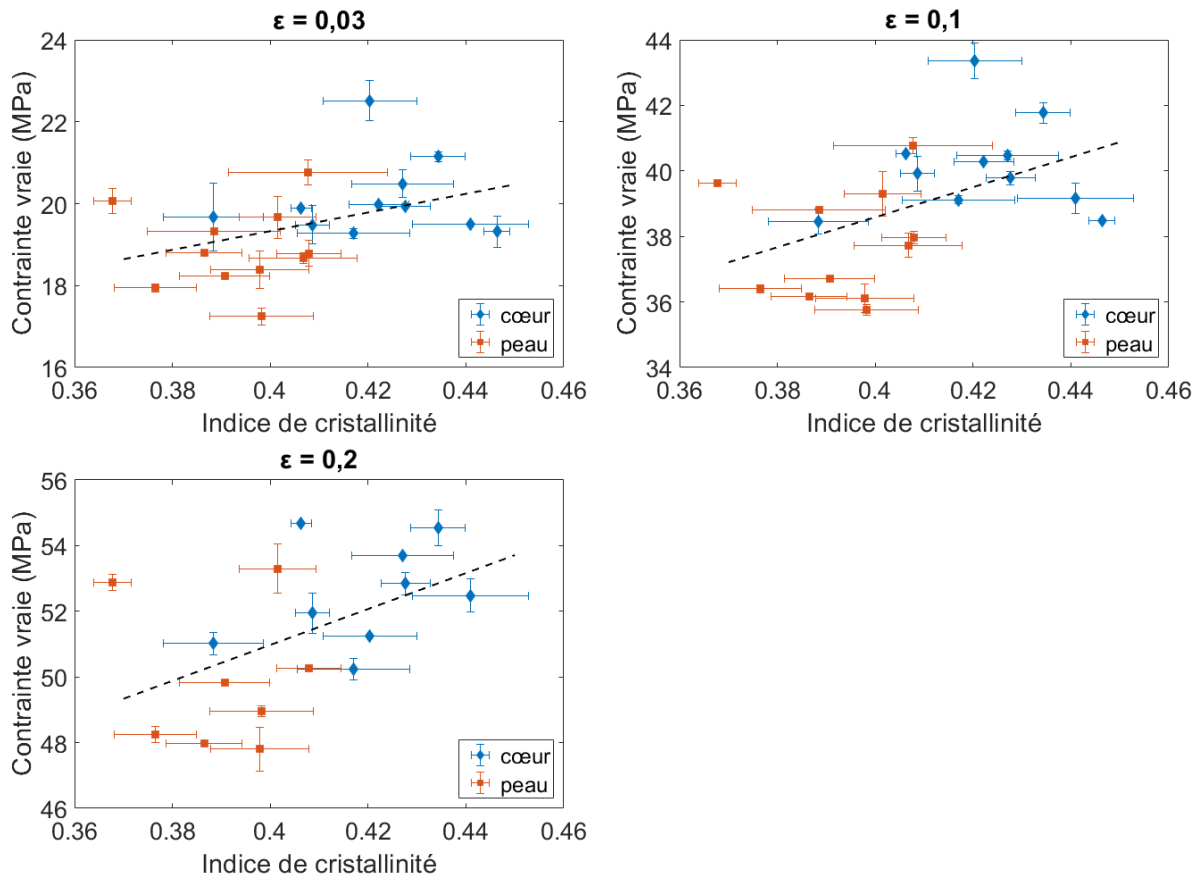 ε = 0,03
24
22
20
18
16
Contrainte vraie (MPa)
cœur
peau
0.36 0.38 0.4 0.42 0.44 0.46
Indice de cristallinité
ε = 0,1
44
42
40
38
36
34
Contrainte vraie (MPa)
cœur
peau
0.36 0.38 0.4 0.42 0.44 0.46
Indice de cristallinité
ε = 0,2
56
54
52
50
48
46
Contrainte vraie (MPa)
cœur
peau
0.36 0.38 0.4 0.42 0.44 0.46
Indice de cristallinité